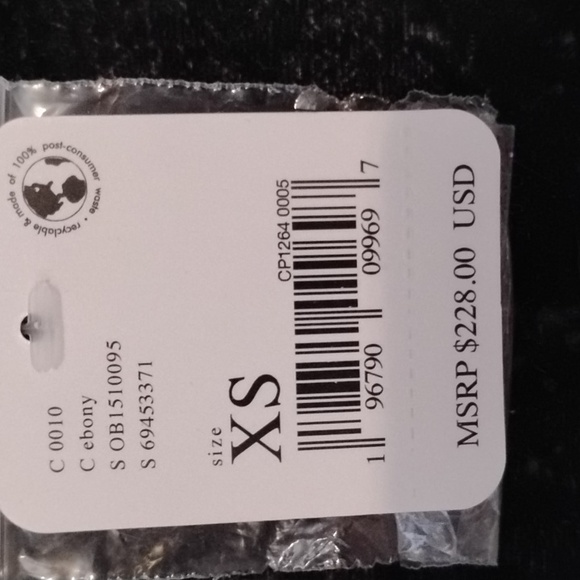 recyclable & made of 100% post-consumer waste •
C 0010
C ebony
S OB1510095
S 69453371
size
XS
CP1264 0005
1 96790 09969 7
MSRP $228.00 USD